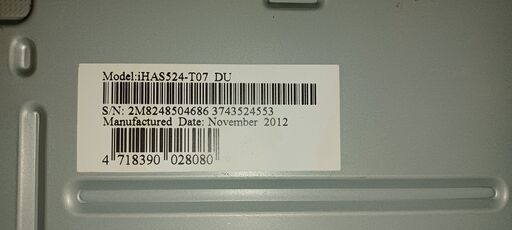 Model:iHAS524-T07 DU
S/N: 2M8248504686 3743524553
Manufactured Date: November 2012
4 718390 028080